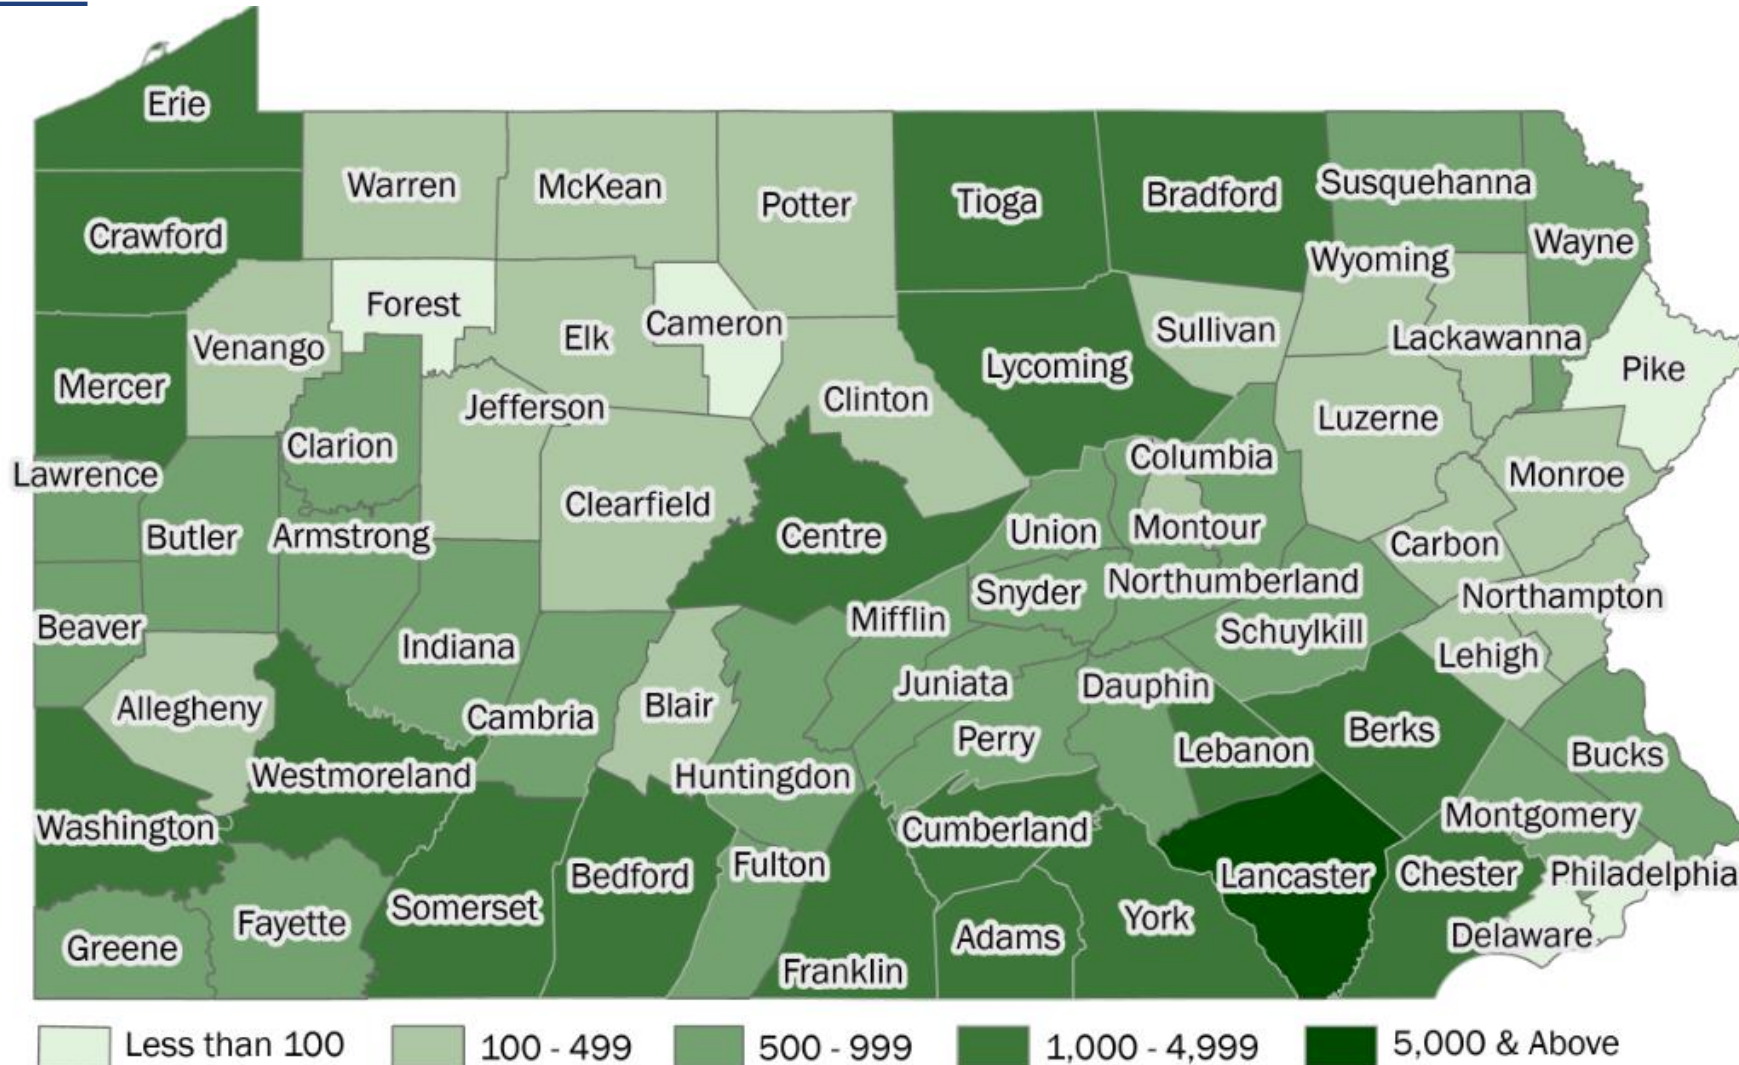 Erie
Warren
McKean
Potter
Tioga
Bradford
Susquehanna
Wayne
Crawford
Wyoming
Forest
Cameron
Elk
Sullivan
Lackawanna
Venango
Pike
Mercer
Lycoming
Jefferson
Clinton
Luzerne
Clarion
Columbia
Lawrence
Monroe
Clearfield
Butler
Armstrong
Centre
Union
Montour
Carbon
Snyder
Northumberland
Northampton
Beaver
Mifflin
Schuylkill
Indiana
Lehigh
Juniata
Dauphin
Allegheny
Cambria
Blair
Perry
Lebanon
Berks
Bucks
Westmoreland
Huntingdon
Montgomery
Washington
Cumberland
Fulton
Bedford
Lancaster
Chester
Philadelphia
Somerset
Fayette
York
Adams
Delaware
Greene
Franklin
Less than 100
100 - 499
500 - 999
1,000 - 4,999
5,000 & Above